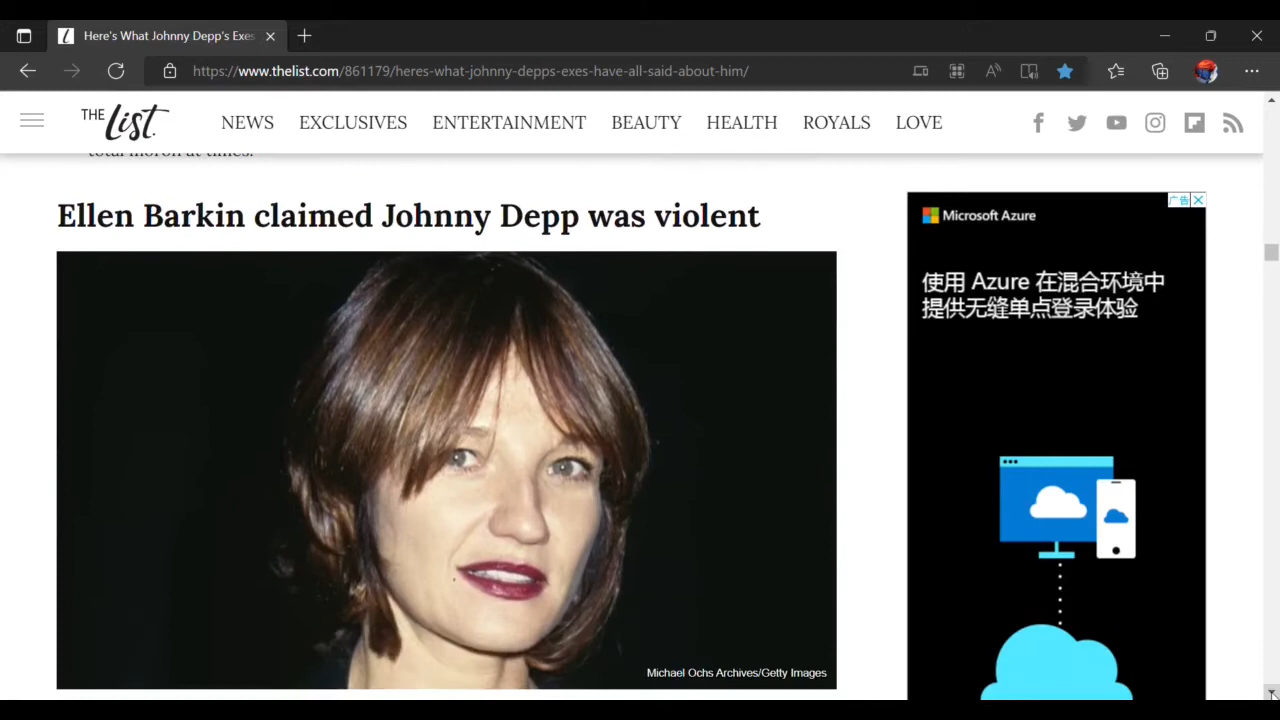 Here's What Johnny Depp's Exes
https://www.thelist.com/861179/heres-what-johnny-depps-exes-have-all-said-about-him/
THE List.
NEWS EXCLUSIVES ENTERTAINMENT BEAUTY HEALTH ROYALS LOVE
total moron at times.
Ellen Barkin claimed Johnny Depp was violent
Michael Ochs Archives/Getty Images
广告
Microsoft Azure
使用 Azure 在混合环境中
提供无缝单点登录体验